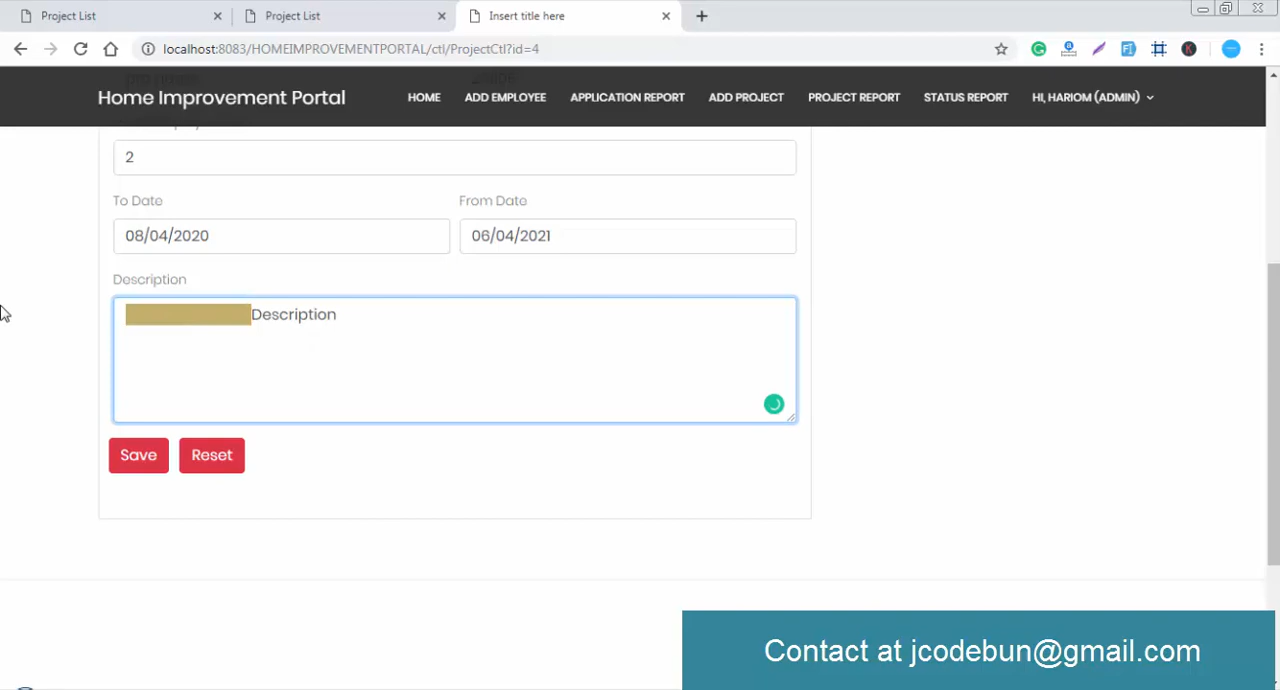 Project List
Project List
Insert title here
localhost:8083/HOMEIMPROVEMENTPORTAL/ctl/ProjectCtl?id=4
Home Improvement Portal
HOME
ADD EMPLOYEE
APPLICATION REPORT
ADD PROJECT
PROJECT REPORT
STATUS REPORT
HI, HARIOM (ADMIN)
2
To Date
From Date
08/04/2020
06/04/2021
Description
Description
Save
Reset
Contact at jcodebun@gmail.com